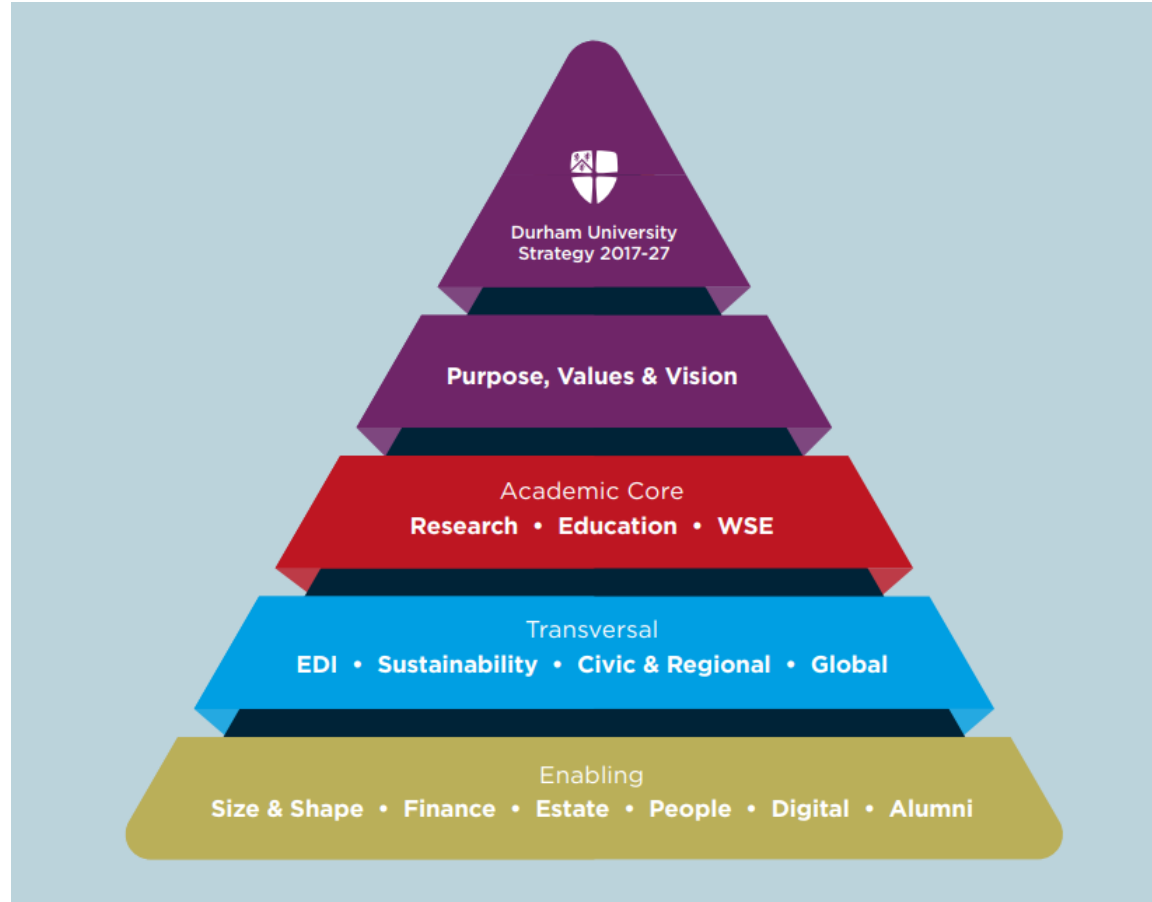 Durham University
Strategy 2017-27
Purpose, Values & Vision
Academic Core
Research • Education • WSE
Transversal
EDI • Sustainability • Civic & Regional • Global
Enabling
Size & Shape • Finance • Estate • People • Digital • Alumni